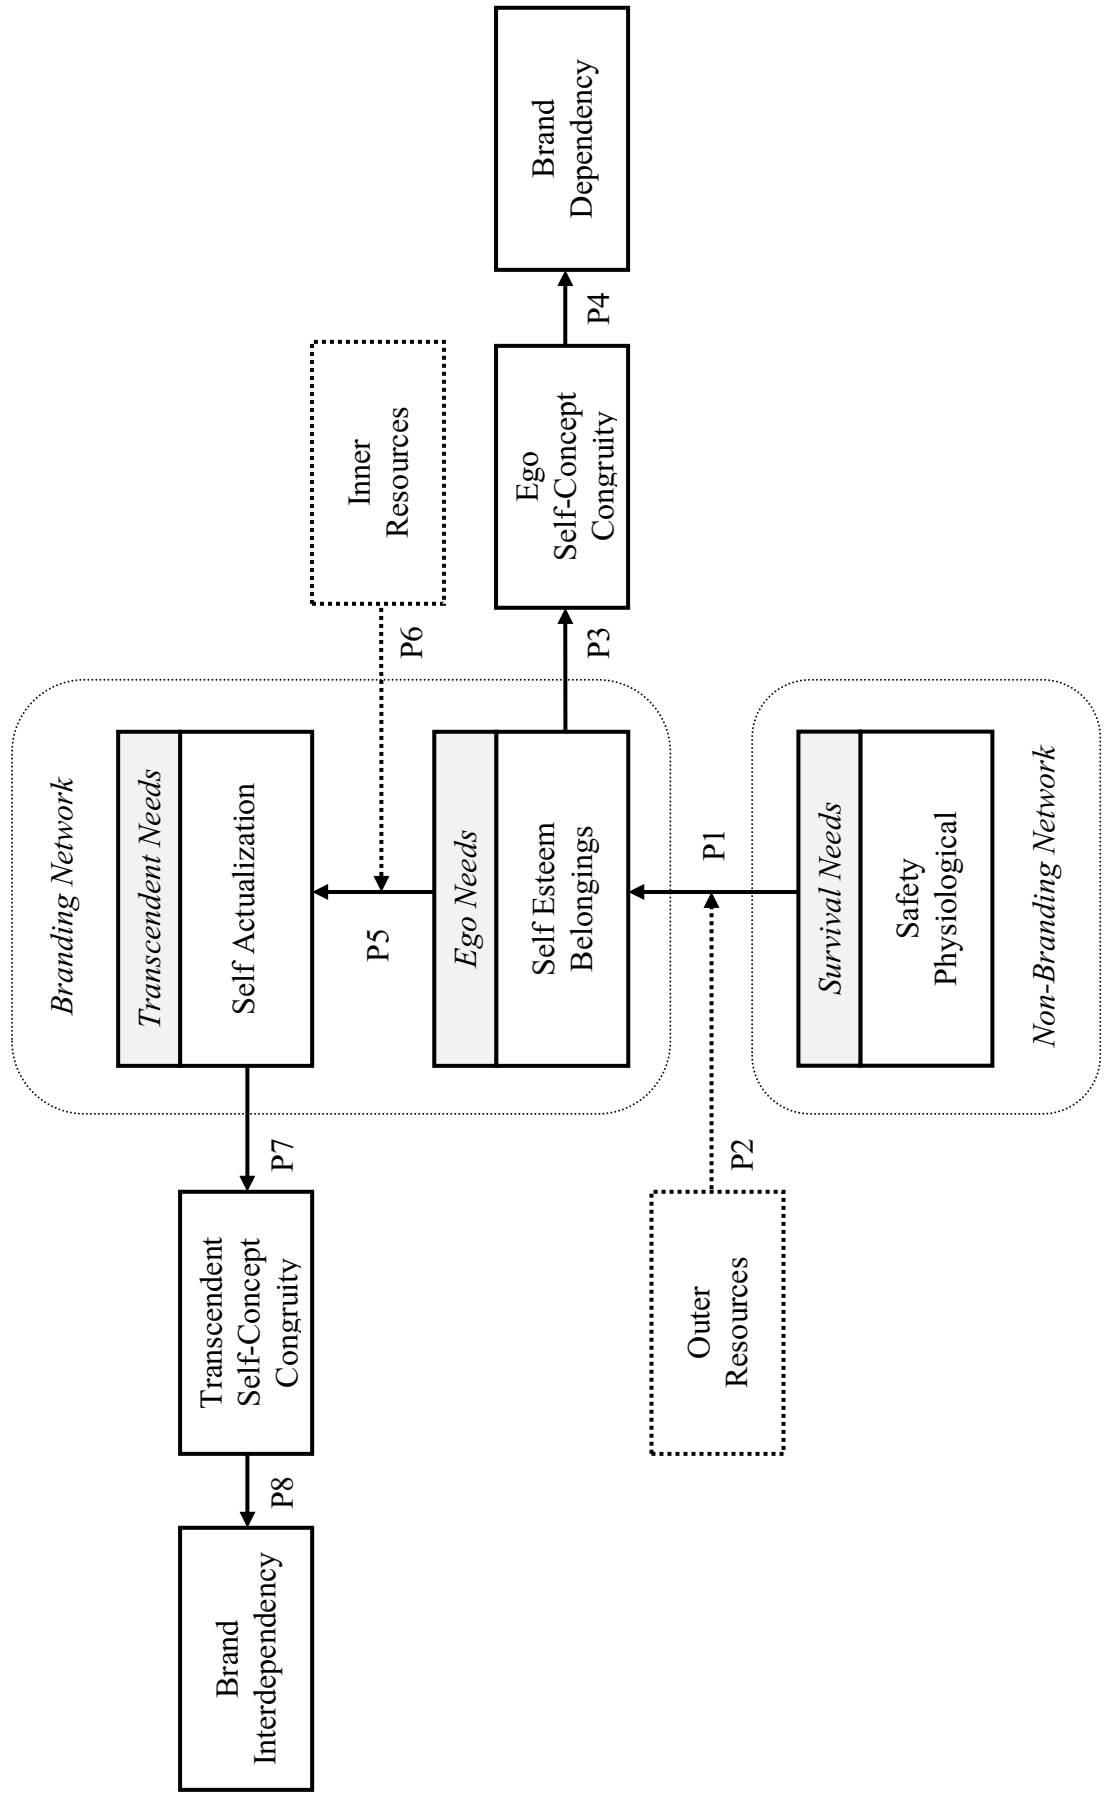 Branding Network
Transcendent Needs
Self Actualization
P7
Transcendent
Self-Concept
Congruity
P8
Brand
Interdependency
P5
P6
Inner
Resources
Ego Needs
Self Esteem
Belongings
P3
Ego
Self-Concept
Congruity
P4
Brand
Dependency
P1
P2
Outer
Resources
Survival Needs
Safety
Physiological
Non-Branding Network